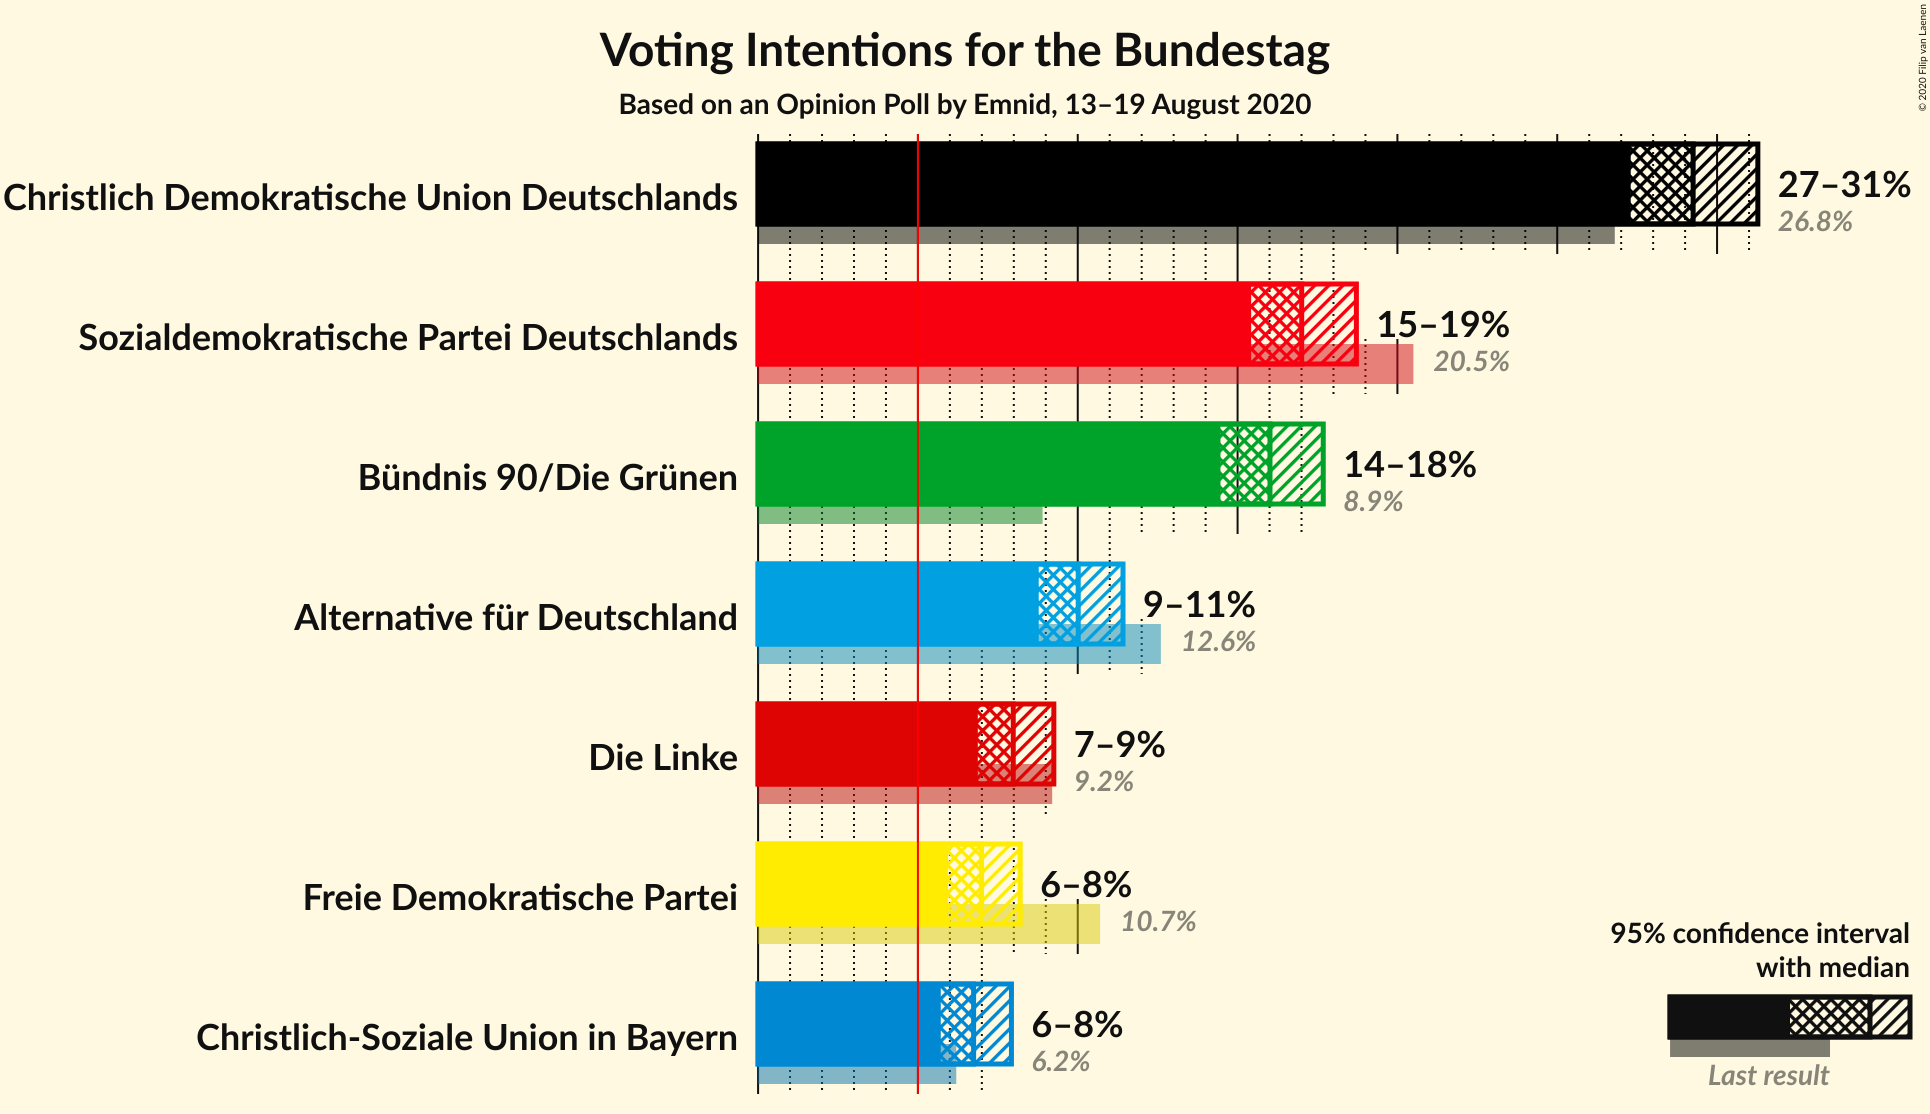 Voting Intentions for the Bundestag
Based on an Opinion Poll by Emnid, 13–19 August 2020
© 2020 Filip van Laenen
Christlich Demokratische Union Deutschlands
27–31%
26.8%
Sozialdemokratische Partei Deutschlands
15–19%
20.5%
Bündnis 90/Die Grünen
14–18%
8.9%
Alternative für Deutschland
9–11%
12.6%
Die Linke
7–9%
9.2%
Freie Demokratische Partei
6–8%
10.7%
Christlich-Soziale Union in Bayern
6–8%
6.2%
95% confidence interval
with median
Last result